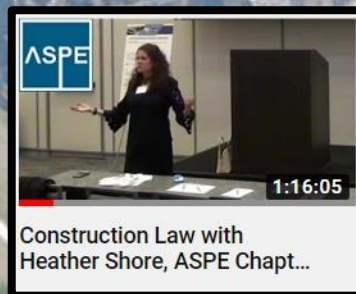 ASPE
1:16:05
Construction Law with
Heather Shore, ASPE Chapt...